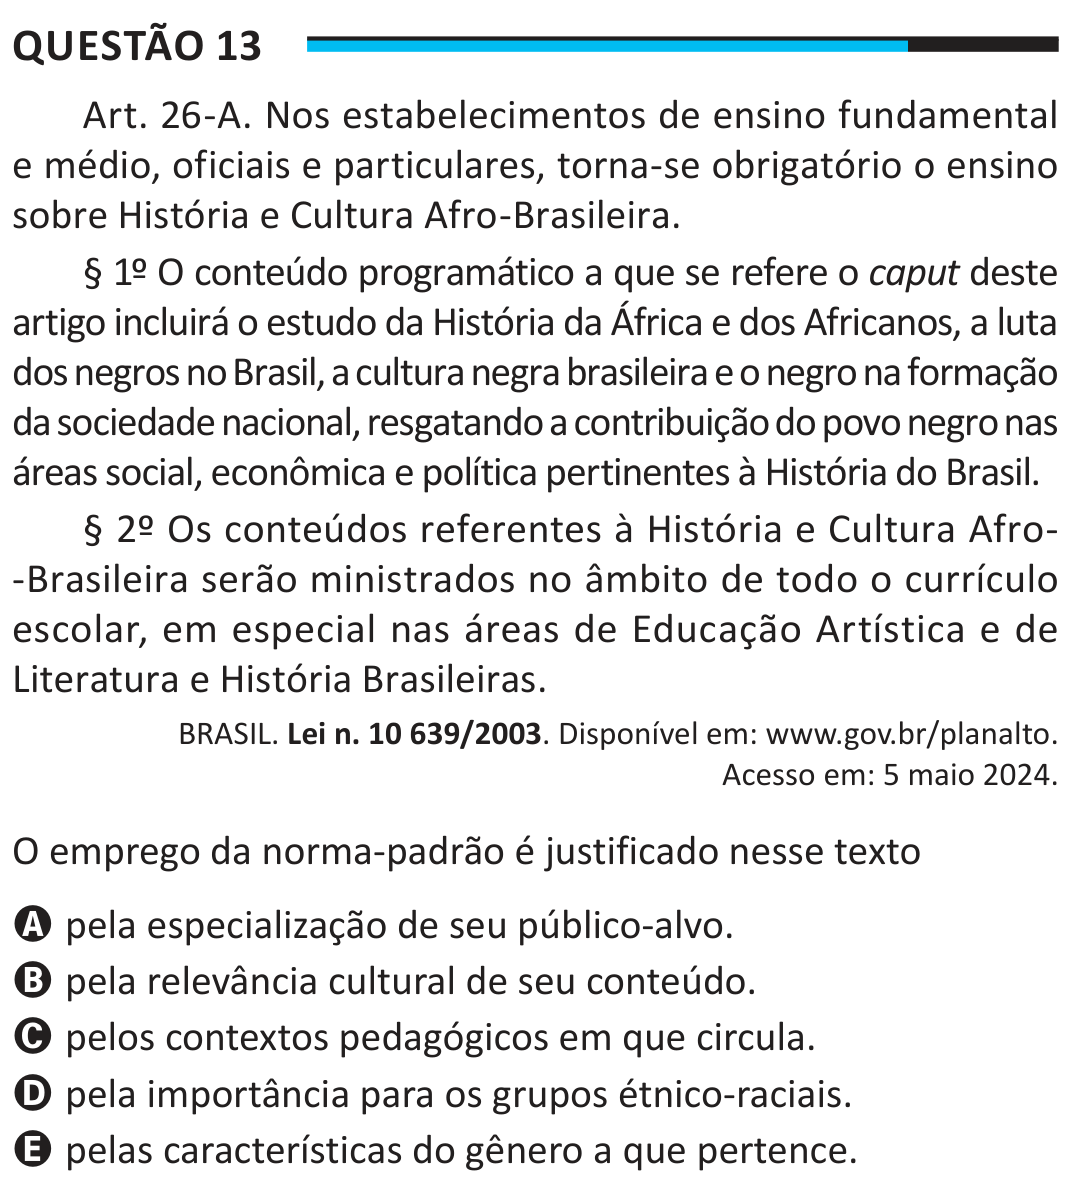 QUESTÃO 13
Art. 26-A. Nos estabelecimentos de ensino fundamental
e médio, oficiais e particulares, torna-se obrigatório o ensino
sobre História e Cultura Afro-Brasileira.
§ 1º O conteúdo programático a que se refere o caput deste
artigo incluirá o estudo da História da África e dos Africanos, a luta
dos negros no Brasil, a cultura negra brasileira e o negro na formação
da sociedade nacional, resgatando a contribuição do povo negro nas
áreas social, econômica e política pertinentes à História do Brasil.
§ 2º Os conteúdos referentes à História e Cultura Afro-
-Brasileira serão ministrados no âmbito de todo o currículo
escolar, em especial nas áreas de Educação Artística e de
Literatura e História Brasileiras.
BRASIL. Lei n. 10 639/2003. Disponível em: www.gov.br/planalto.
Acesso em: 5 maio 2024.
O emprego da norma-padrão é justificado nesse texto
A pela especialização de seu público-alvo.
B pela relevância cultural de seu conteúdo.
C pelos contextos pedagógicos em que circula.
D pela importância para os grupos étnico-raciais.
E pelas características do gênero a que pertence.